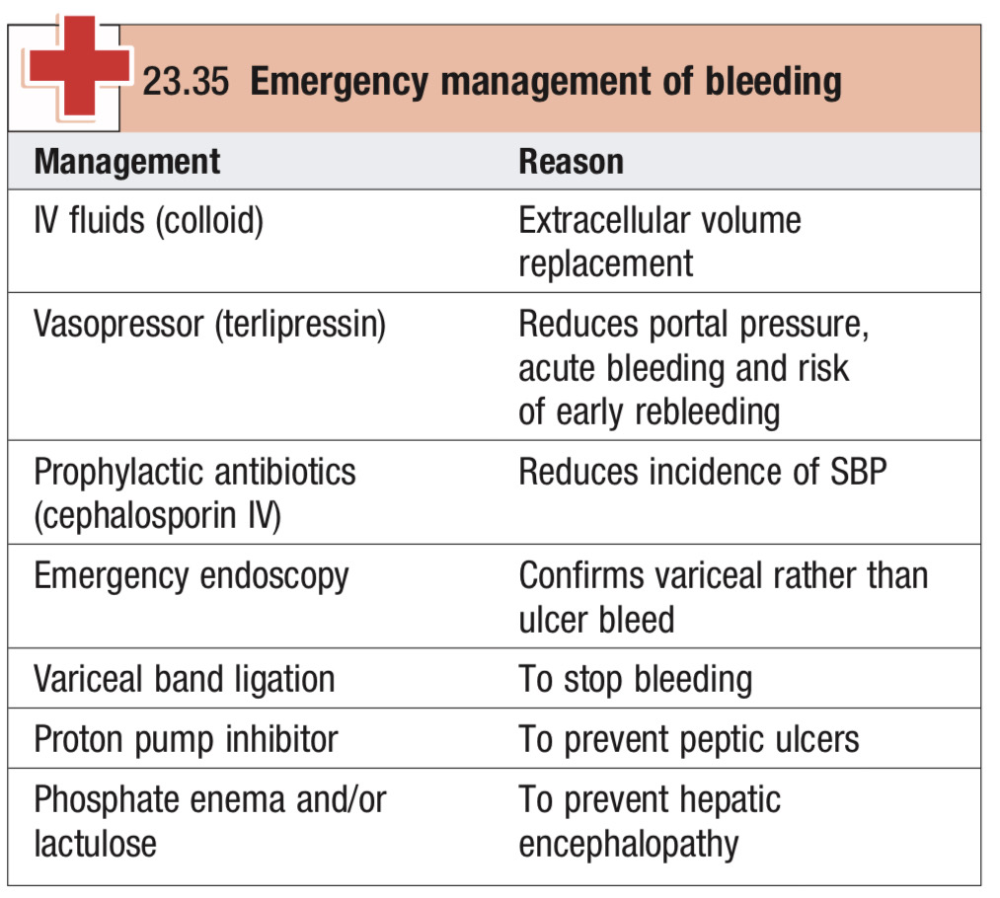 23.35 Emergency management of bleeding
Management Reason
IV fluids (colloid) Extracellular volume
replacement
Vasopressor (terlipressin) Reduces portal pressure,
acute bleeding and risk
of early rebleeding
Prophylactic antibiotics Reduces incidence of SBP
(cephalosporin IV)
Emergency endoscopy Confirms variceal rather than
ulcer bleed
Variceal band ligation To stop bleeding
Proton pump inhibitor To prevent peptic ulcers
Phosphate enema and/or To prevent hepatic
lactulose encephalopathy